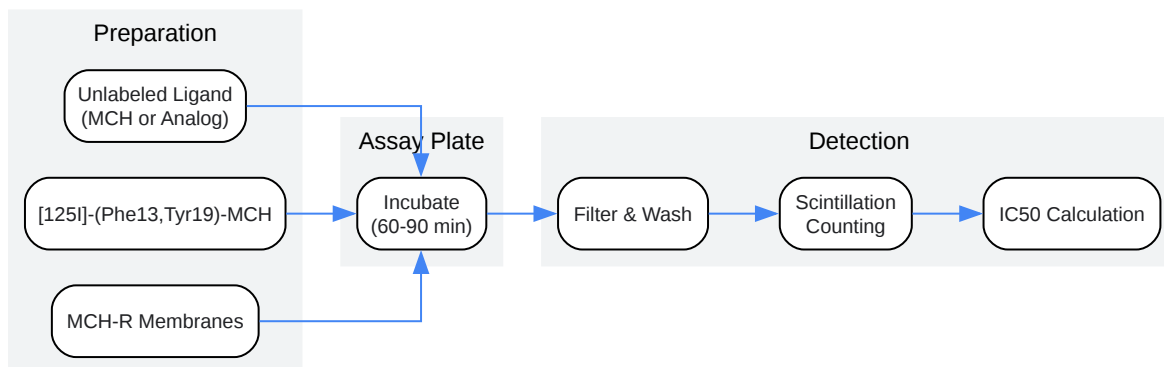 Preparation
Unlabeled Ligand
(MCH or Analog)
[125I]-(Phe13,Tyr19)-MCH
MCH-R Membranes
Assay Plate
Incubate
(60-90 min)
Detection
Filter & Wash
Scintillation
Counting
IC50 Calculation